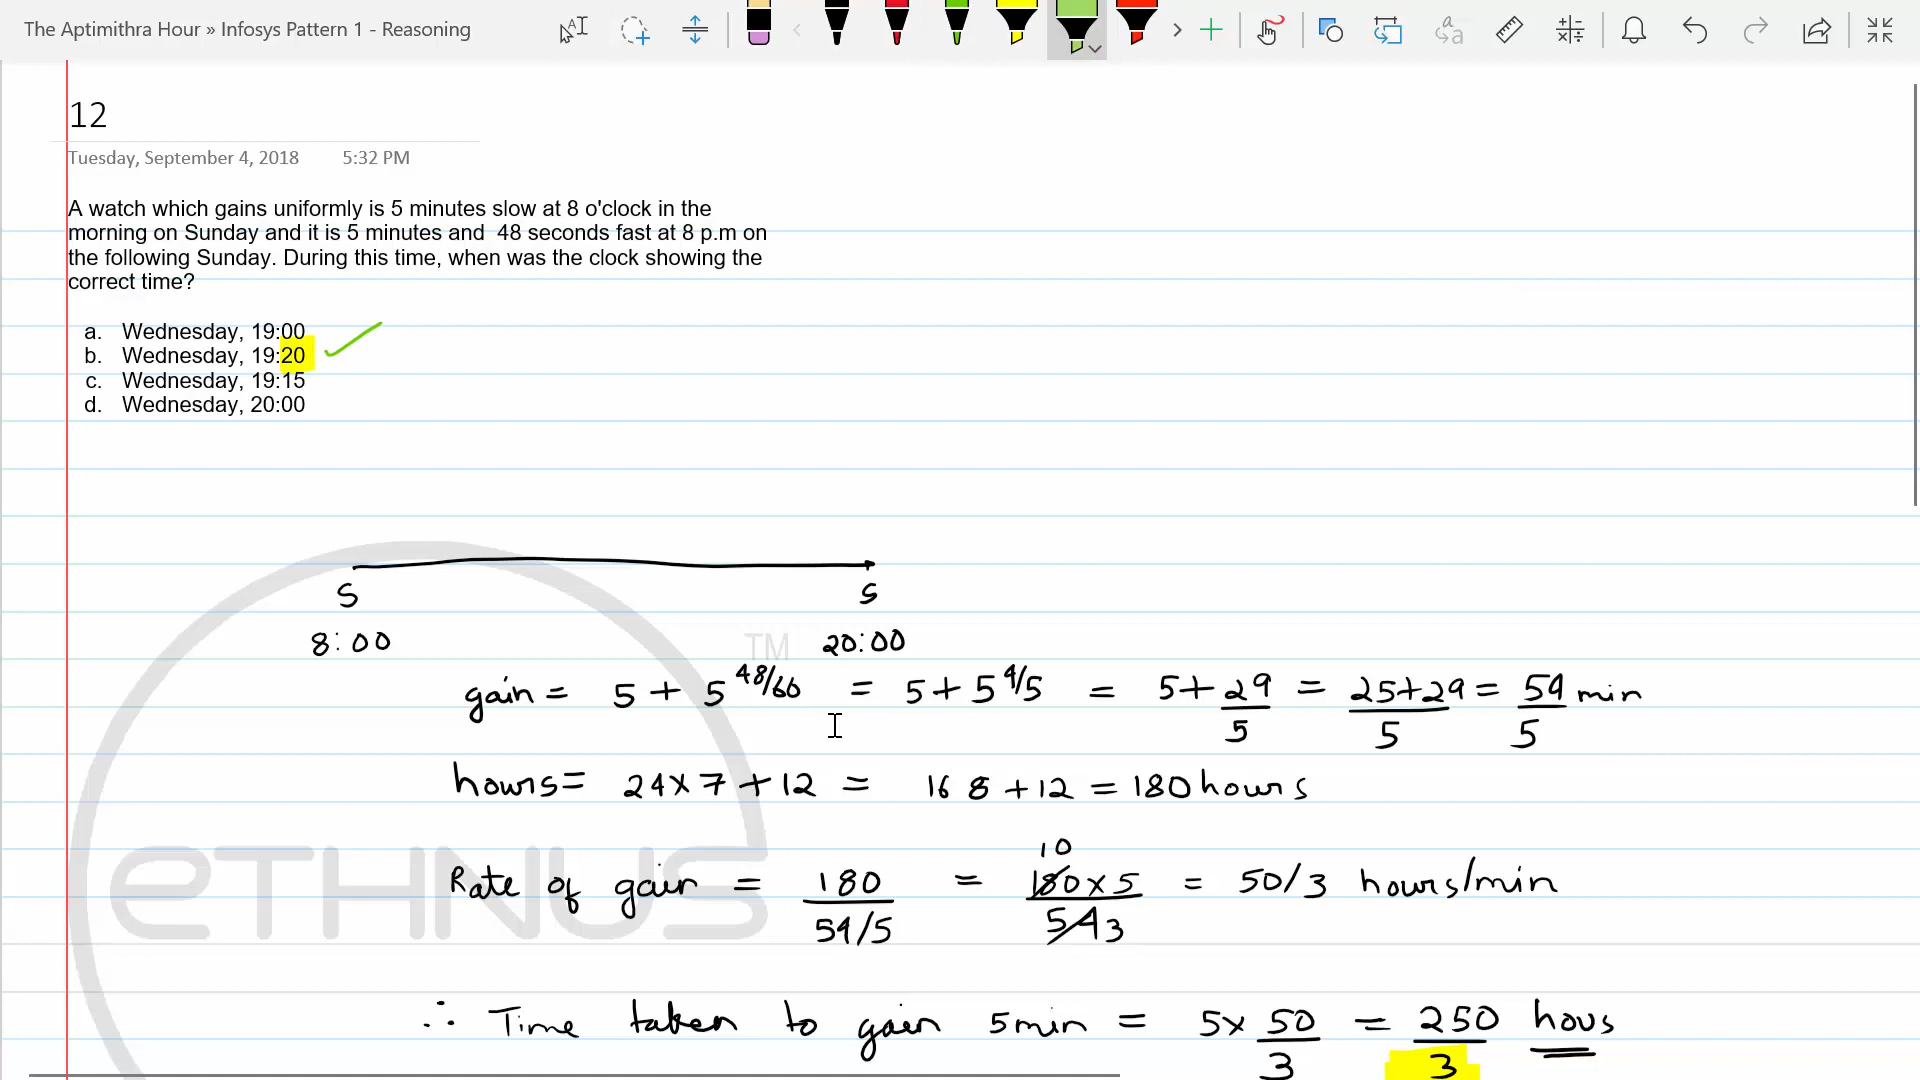 The Aptimithra Hour » Infosys Pattern 1 - Reasoning
12
Tuesday, September 4, 2018 5:32 PM
A watch which gains uniformly is 5 minutes slow at 8 o'clock in the
morning on Sunday and it is 5 minutes and 48 seconds fast at 8 p.m on
the following Sunday. During this time, when was the clock showing the
correct time?
a. Wednesday, 19:00
b. Wednesday, 19:20
c. Wednesday, 19:15
d. Wednesday, 20:00
S S
8:00 20:00
TM
gain = 5 + 5 48/60 = 5 + 5 4/5 = 5 + 29/5 = 25+29/5 = 54/5 min
hours = 24 x 7 + 12 = 168 + 12 = 180 hours
ETHNUS
Rate of gain = 180/54/5 = 10 180 x 5/54 3 = 50/3 hours/min
∴ Time taken to gain 5 min = 5 x 50/3 = 250/3 hous